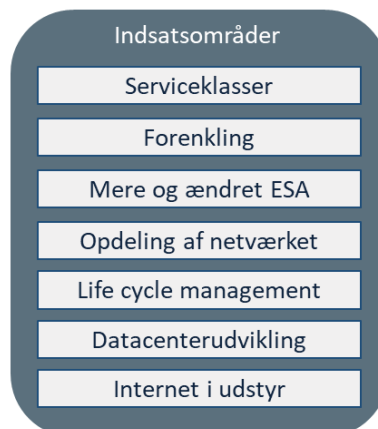 Indsatsområder
Serviceklasser
Forenkling
Mere og ændret ESA
Opdeling af netværket
Life cycle management
Datacenterudvikling
Internet i udstyr